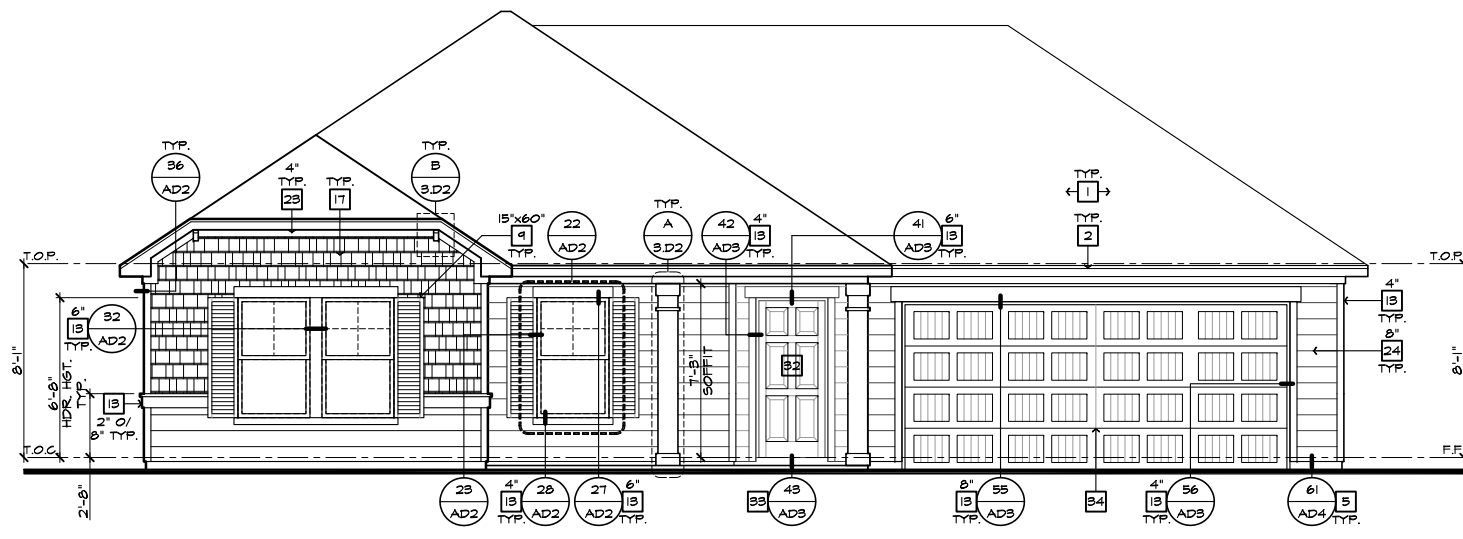 TYP.
36
AD2
4"
TYP.
23
TYP.
17
TYP.
B
3.D2
15"x60"
9
TYP.
22
AD2
TYP.
A
3.D2
42
AD3
4"
13
TYP.
41
AD3
6"
13
TYP.
TYP.
1
TYP.
2
T.O.P.
T.O.P.
6"
13
TYP.
32
AD2
8'-1"
6'-8"
HDR. HGT.
TYP.
13
2" O/
8" TYP.
T.O.C.
2'-8"
7'-3"
SOFFIT
32
4"
13
TYP.
8"
24
TYP.
8'-1"
F.F.
23
AD2
4"
13
TYP.
28
AD2
27
AD2
6"
13
TYP.
33
43
AD3
8"
13
TYP.
55
AD3
34
4"
13
TYP.
56
AD3
61
AD4
5
TYP.